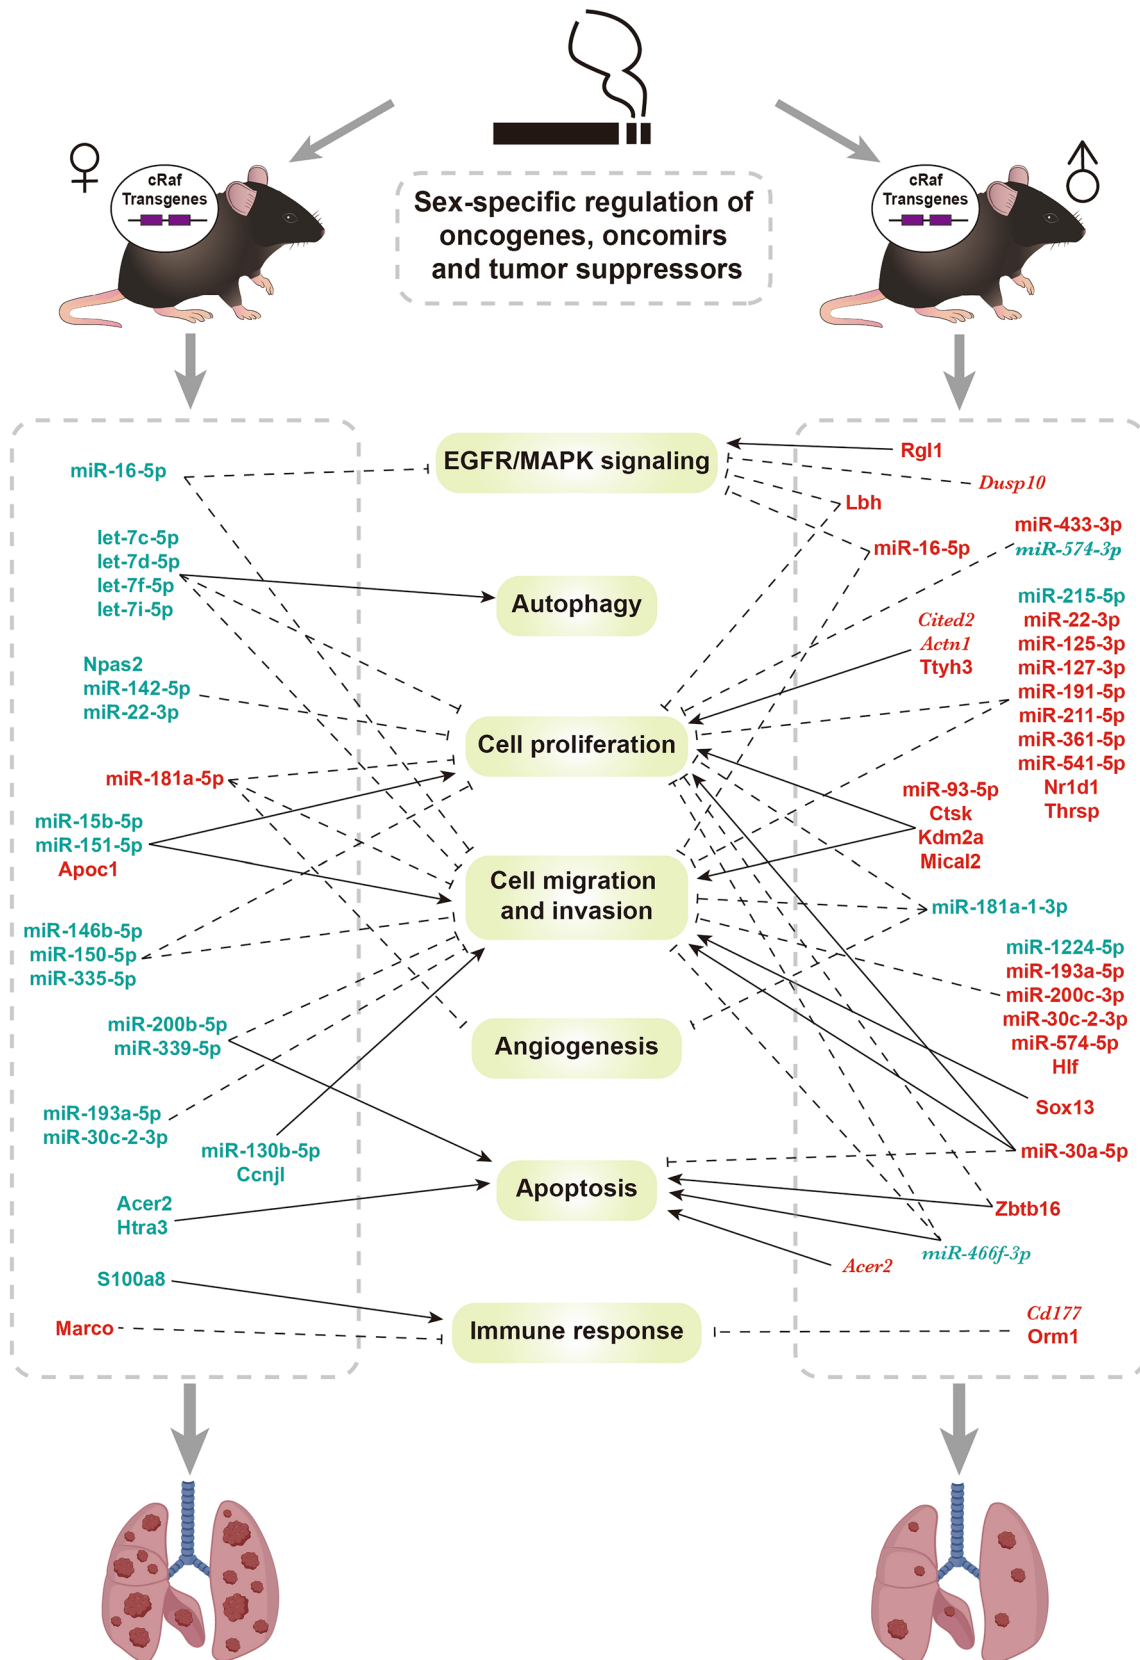 ♀
cRaf
Transgenes
Sex-specific regulation of
oncogenes, oncomirs
and tumor suppressors
cRaf
Transgenes
♂
miR-16-5p
let-7c-5p
let-7d-5p
let-7f-5p
let-7i-5p
Npas2
miR-142-5p
miR-22-3p
miR-181a-5p
miR-15b-5p
miR-151-5p
Apoc1
miR-146b-5p
miR-150-5p
miR-335-5p
miR-200b-5p
miR-339-5p
miR-193a-5p
miR-30c-2-3p
miR-130b-5p
Ccnjl
Acer2
Htra3
S100a8
Marco
EGFR/MAPK signaling
Autophagy
Cell proliferation
Cell migration
and invasion
Angiogenesis
Apoptosis
Immune response
Rgl1
Dusp10
Lbh
miR-16-5p
miR-433-3p
miR-574-3p
Cited2
Actn1
Ttyh3
miR-215-5p
miR-22-3p
miR-125-3p
miR-127-3p
miR-191-5p
miR-211-5p
miR-361-5p
miR-541-5p
Nr1d1
Thrsp
miR-93-5p
Ctsk
Kdm2a
Mical2
miR-181a-1-3p
miR-1224-5p
miR-193a-5p
miR-200c-3p
miR-30c-2-3p
miR-574-5p
Hlf
Sox13
miR-30a-5p
Zbtb16
miR-466f-3p
Acer2
Cd177
Orm1